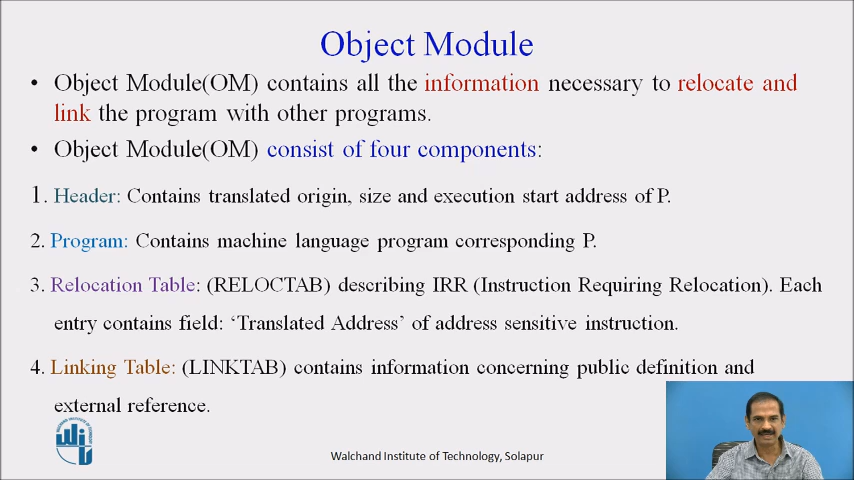 Object Module
• Object Module(OM) contains all the information necessary to relocate and
link the program with other programs.
• Object Module(OM) consist of four components:
1. Header: Contains translated origin, size and execution start address of P.
2. Program: Contains machine language program corresponding P.
3. Relocation Table: (RELOCTAB) describing IRR (Instruction Requiring Relocation). Each
entry contains field: ‘Translated Address’ of address sensitive instruction.
4. Linking Table: (LINKTAB) contains information concerning public definition and
external reference.
Walchand Institute of Technology, Solapur